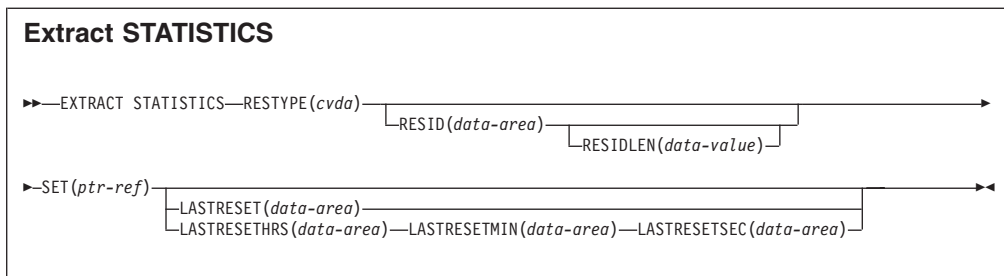 Extract STATISTICS
EXTRACT STATISTICS RESTYPE(cvda)
RESID(data-area)
RESIDLEN(data-value)
SET(ptr-ref)
LASTRESET(data-area)
LASTRESETHRS(data-area) LASTRESETMIN(data-area) LASTRESETSEC(data-area)